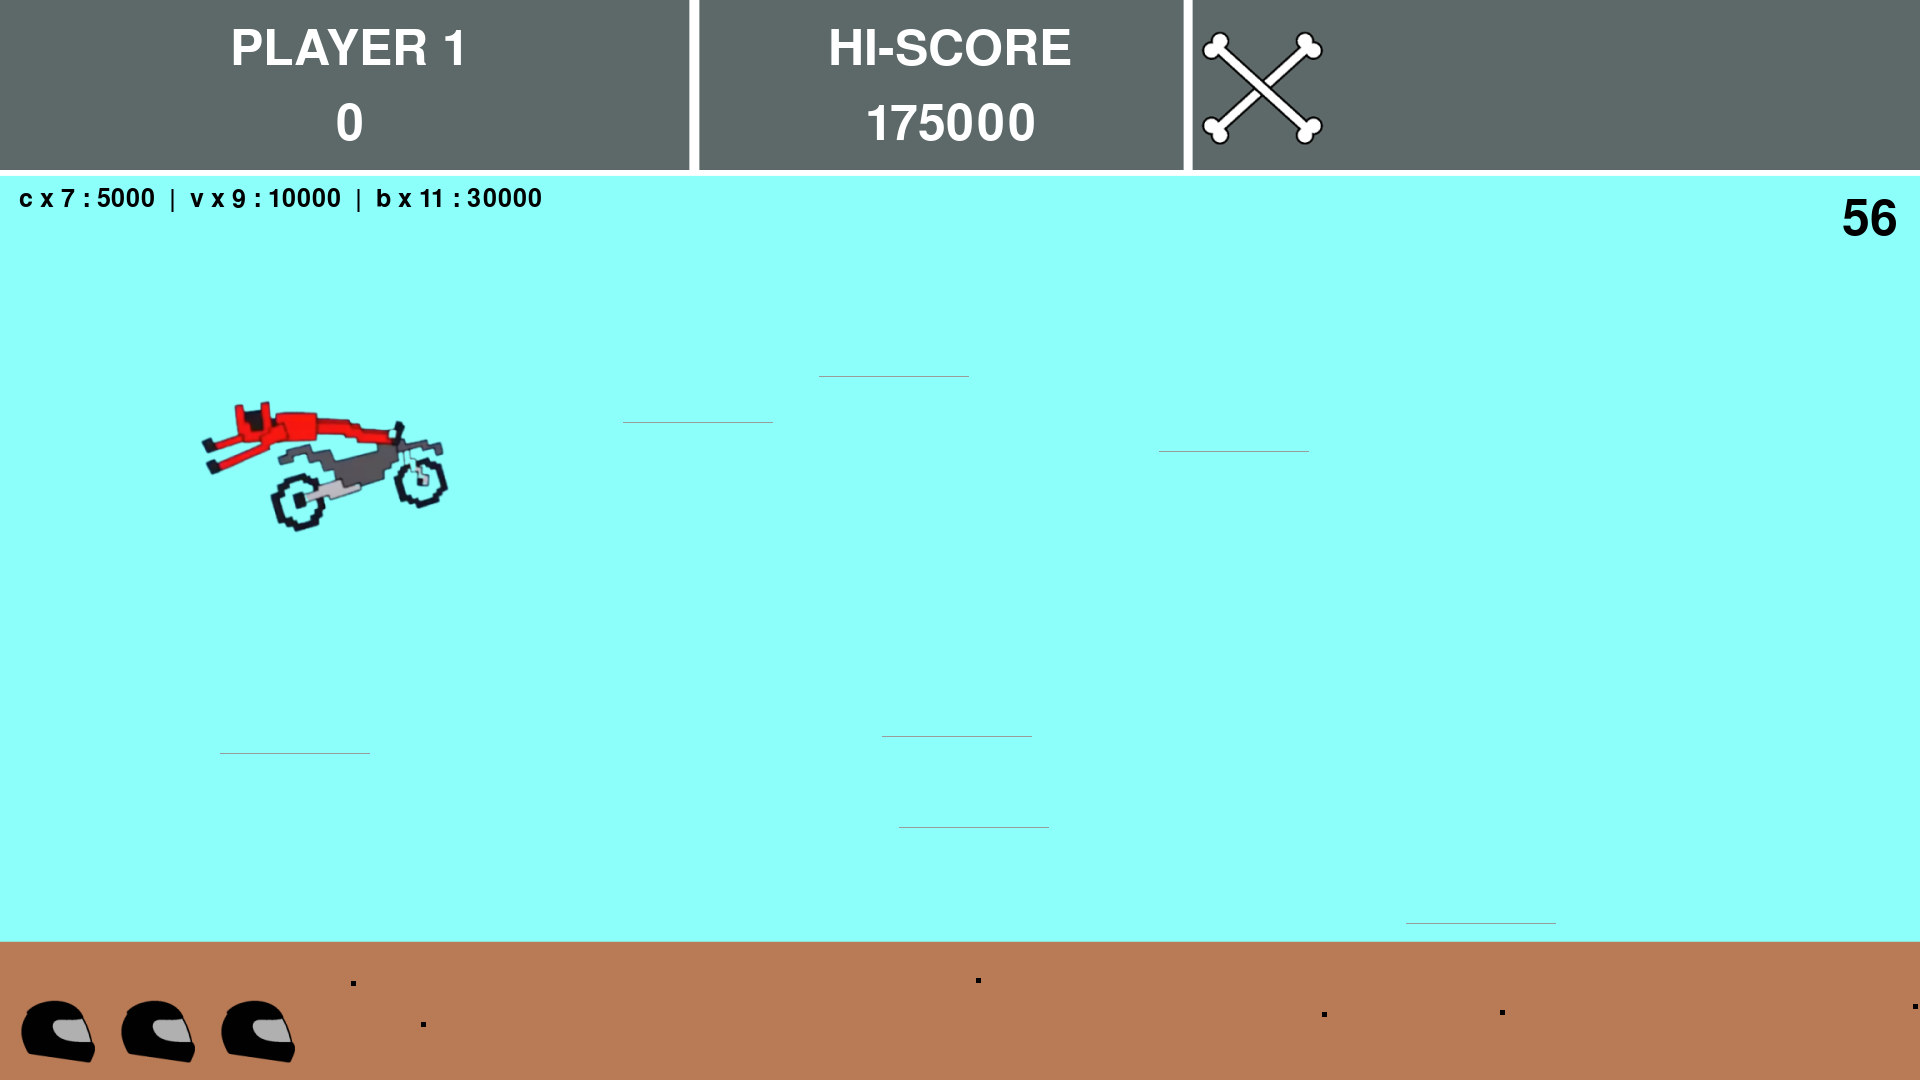 PLAYER 1
0
HI-SCORE
175000
c x 7 : 5000 | v x 9 : 10000 | b x 11 : 30000
56